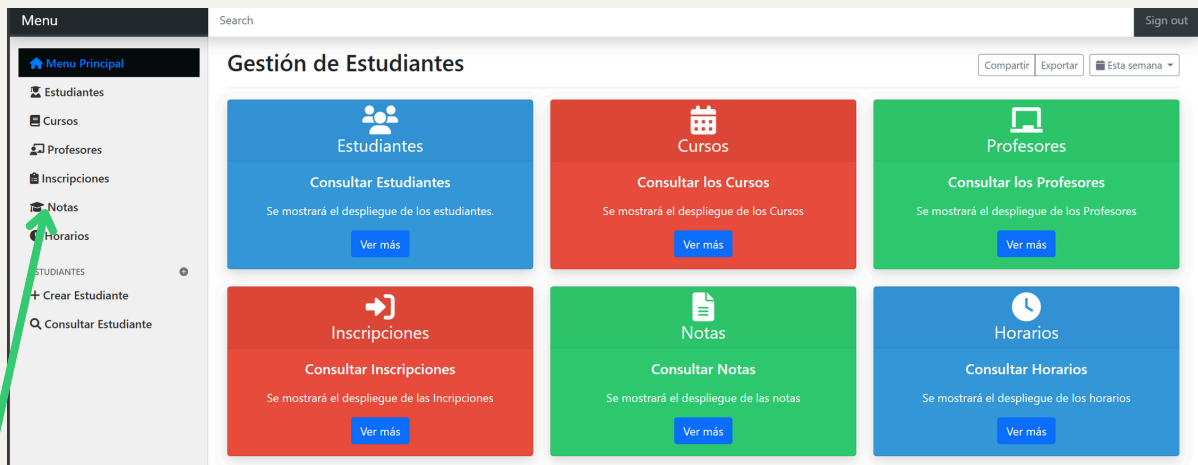 Menu
Search
Sign out
Menu Principal
Estudiantes
Cursos
Profesores
Inscripciones
Notas
Horarios
ESTUDIANTES
Crear Estudiante
Consultar Estudiante
Gestión de Estudiantes
Compartir
Exportar
Esta semana
Estudiantes
Consultar Estudiantes
Se mostrará el despliegue de los estudiantes.
Ver más
Cursos
Consultar los Cursos
Se mostrará el despliegue de los Cursos
Ver más
Profesores
Consultar los Profesores
Se mostrará el despliegue de los Profesores
Ver más
Inscripciones
Consultar Inscripciones
Se mostrará el despliegue de las Incripciones
Ver más
Notas
Consultar Notas
Se mostrará el despliegue de las notas
Ver más
Horarios
Consultar Horarios
Se mostrará el despliegue de los horarios
Ver más